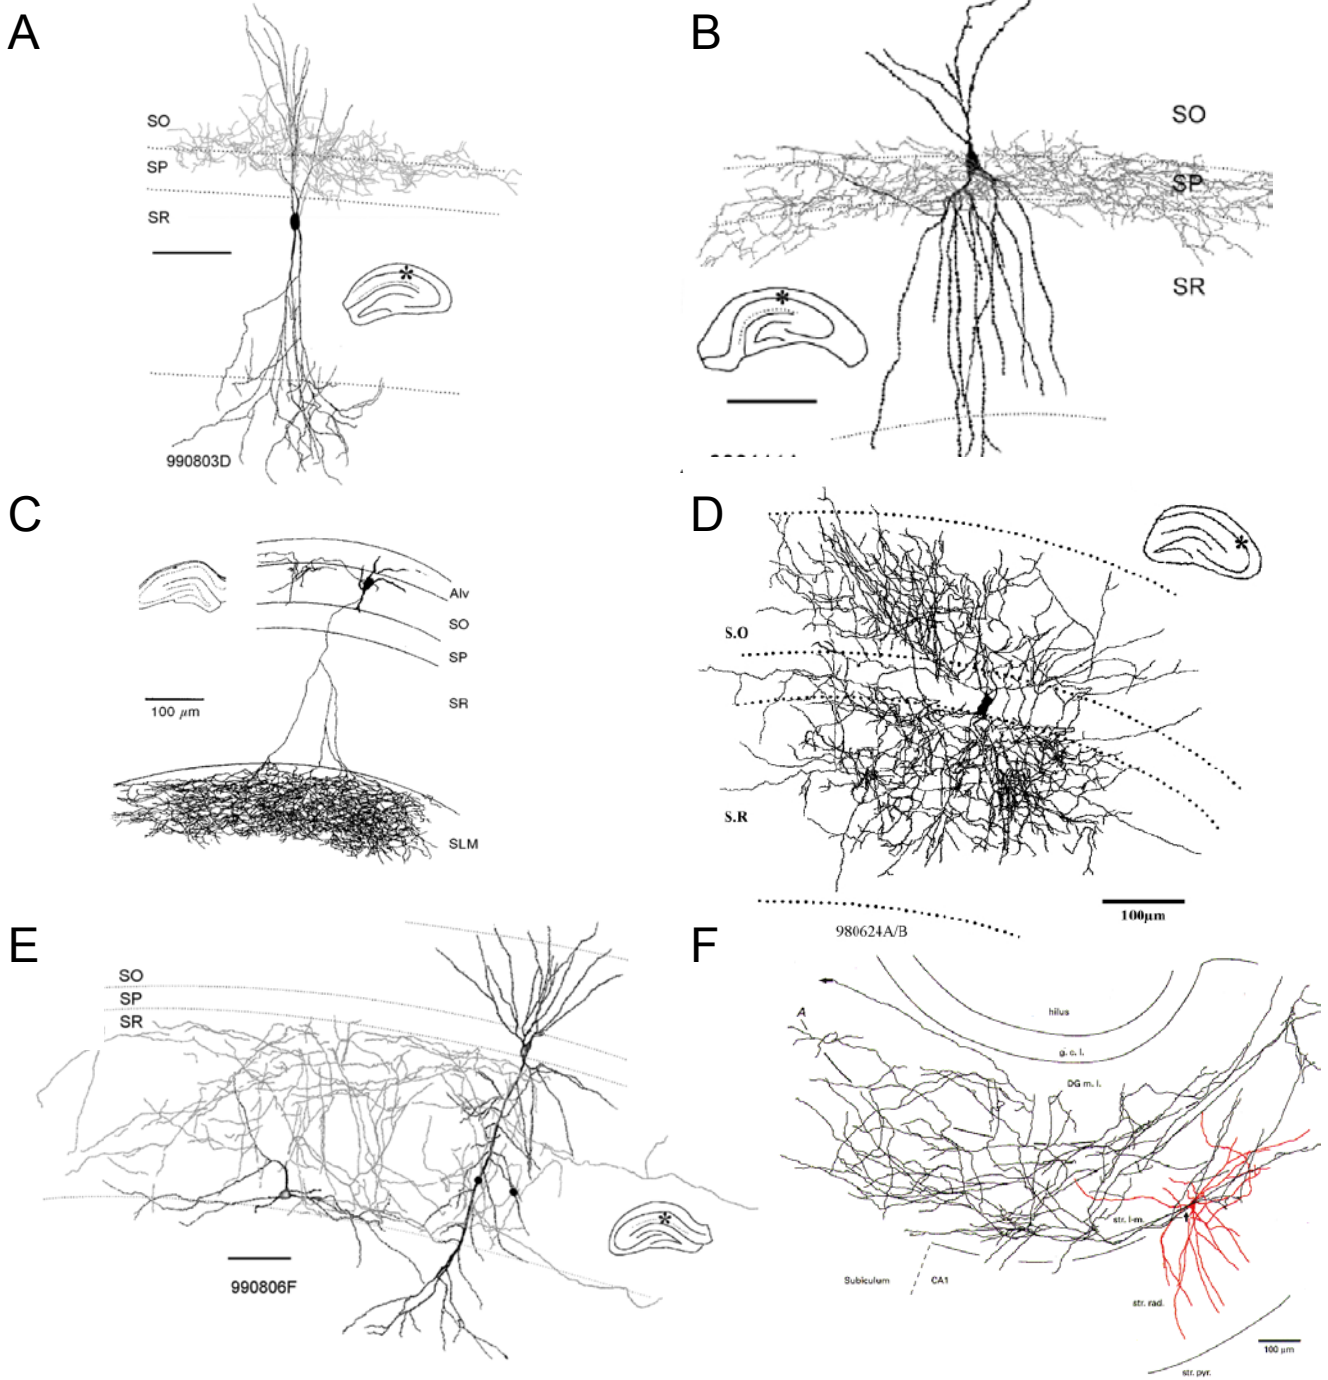 A
SO
SP
SR
990803D
B
SO
SP
SR
C
Alv
SO
SP
SR
100 µm
SLM
D
S.O
S.R
100µm
980624A/B
E
SO
SP
SR
990806F
F
hilus
A
g. c. l.
DG m. l.
str. l-m.
Subiculum
CA1
str. rad.
100 µm
str. pyr.